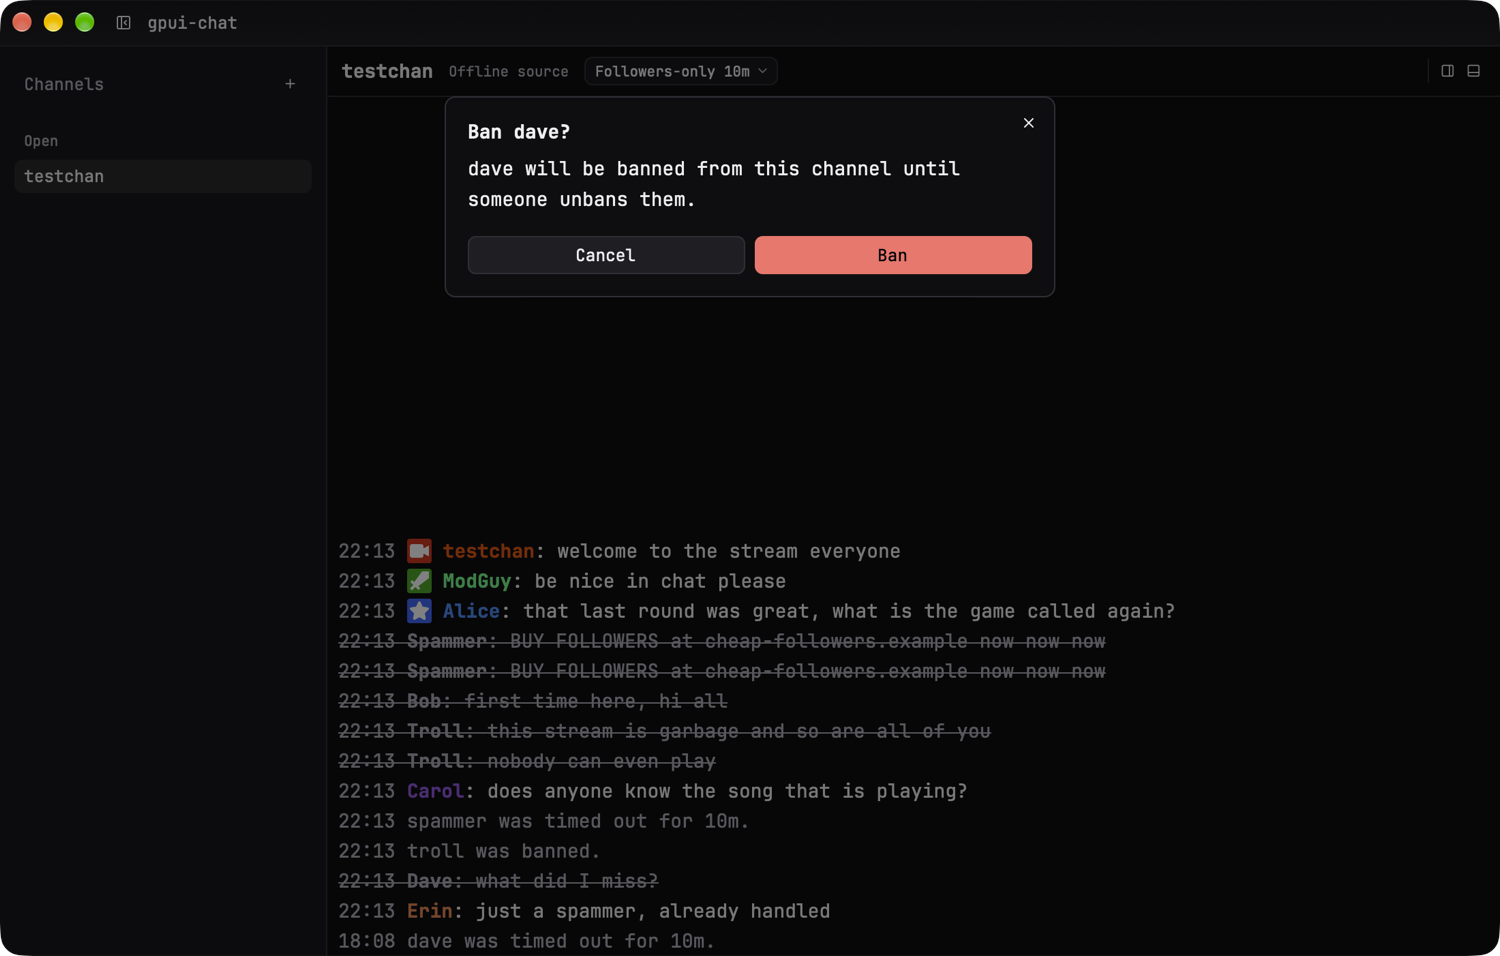 gpui-chat
Channels +
Open
testchan
testchan Offline source Followers-only 10m
Ban dave?
dave will be banned from this channel until
someone unbans them.
Cancel Ban
22:13 testchan: welcome to the stream everyone
22:13 ModGuy: be nice in chat please
22:13 Alice: that last round was great, what is the game called again?
22:13 Spammer: BUY FOLLOWERS at cheap-followers.example now now now
22:13 Spammer: BUY FOLLOWERS at cheap-followers.example now now now
22:13 Bob: first time here, hi all
22:13 Troll: this stream is garbage and so are all of you
22:13 Troll: nobody can even play
22:13 Carol: does anyone know the song that is playing?
22:13 spammer was timed out for 10m.
22:13 troll was banned.
22:13 Dave: what did I miss?
22:13 Erin: just a spammer, already handled
18:08 dave was timed out for 10m.